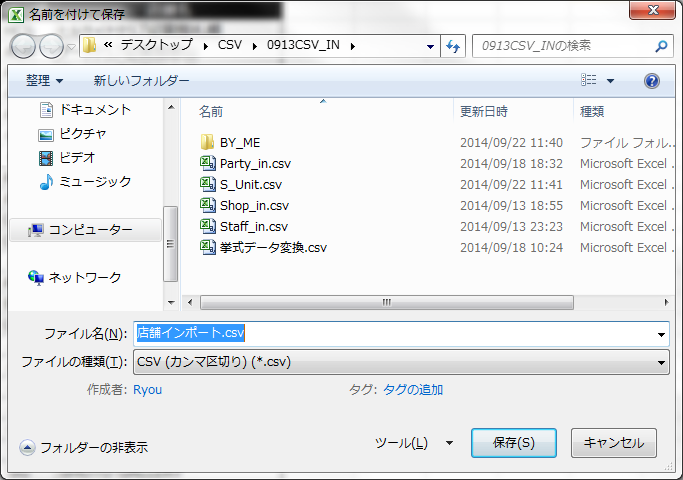 名前を付けて保存
« デスクトップ ▸ CSV ▸ 0913CSV_IN ▸
0913CSV_INの検索
整理 ▼ 新しいフォルダー
ドキュメント
ピクチャ
ビデオ
ミュージック
コンピューター
ネットワーク
名前 更新日時 種類
BY_ME 2014/09/22 11:40 ファイル フォル...
Party_in.csv 2014/09/18 18:32 Microsoft Excel .
S_Unit.csv 2014/09/22 11:41 Microsoft Excel .
Shop_in.csv 2014/09/13 18:55 Microsoft Excel .
Staff_in.csv 2014/09/13 23:23 Microsoft Excel .
挙式データ変換.csv 2014/09/18 10:24 Microsoft Excel .
ファイル名(N): 店舗インポート.csv
ファイルの種類(T): CSV (カンマ区切り) (*.csv)
作成者: Ryou タグ: タグの追加
フォルダーの非表示 ツール(L) ▼ 保存(S) キャンセル